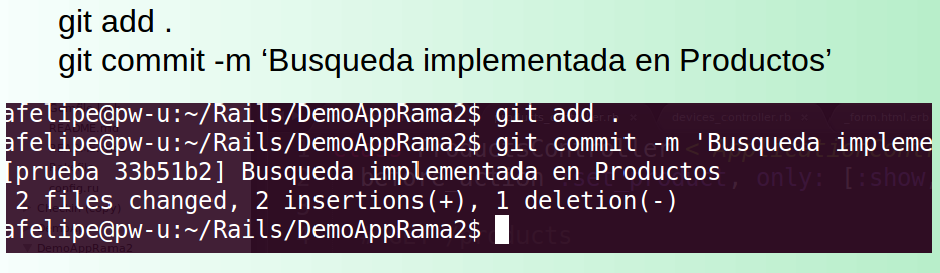 git add .
git commit -m ‘Busqueda implementada en Productos’
afelipe@pw-u:~/Rails/DemoAppRama2$ git add .
afelipe@pw-u:~/Rails/DemoAppRama2$ git commit -m 'Busqueda impleme
[prueba 33b51b2] Busqueda implementada en Productos
2 files changed, 2 insertions(+), 1 deletion(-)
afelipe@pw-u:~/Rails/DemoAppRama2$